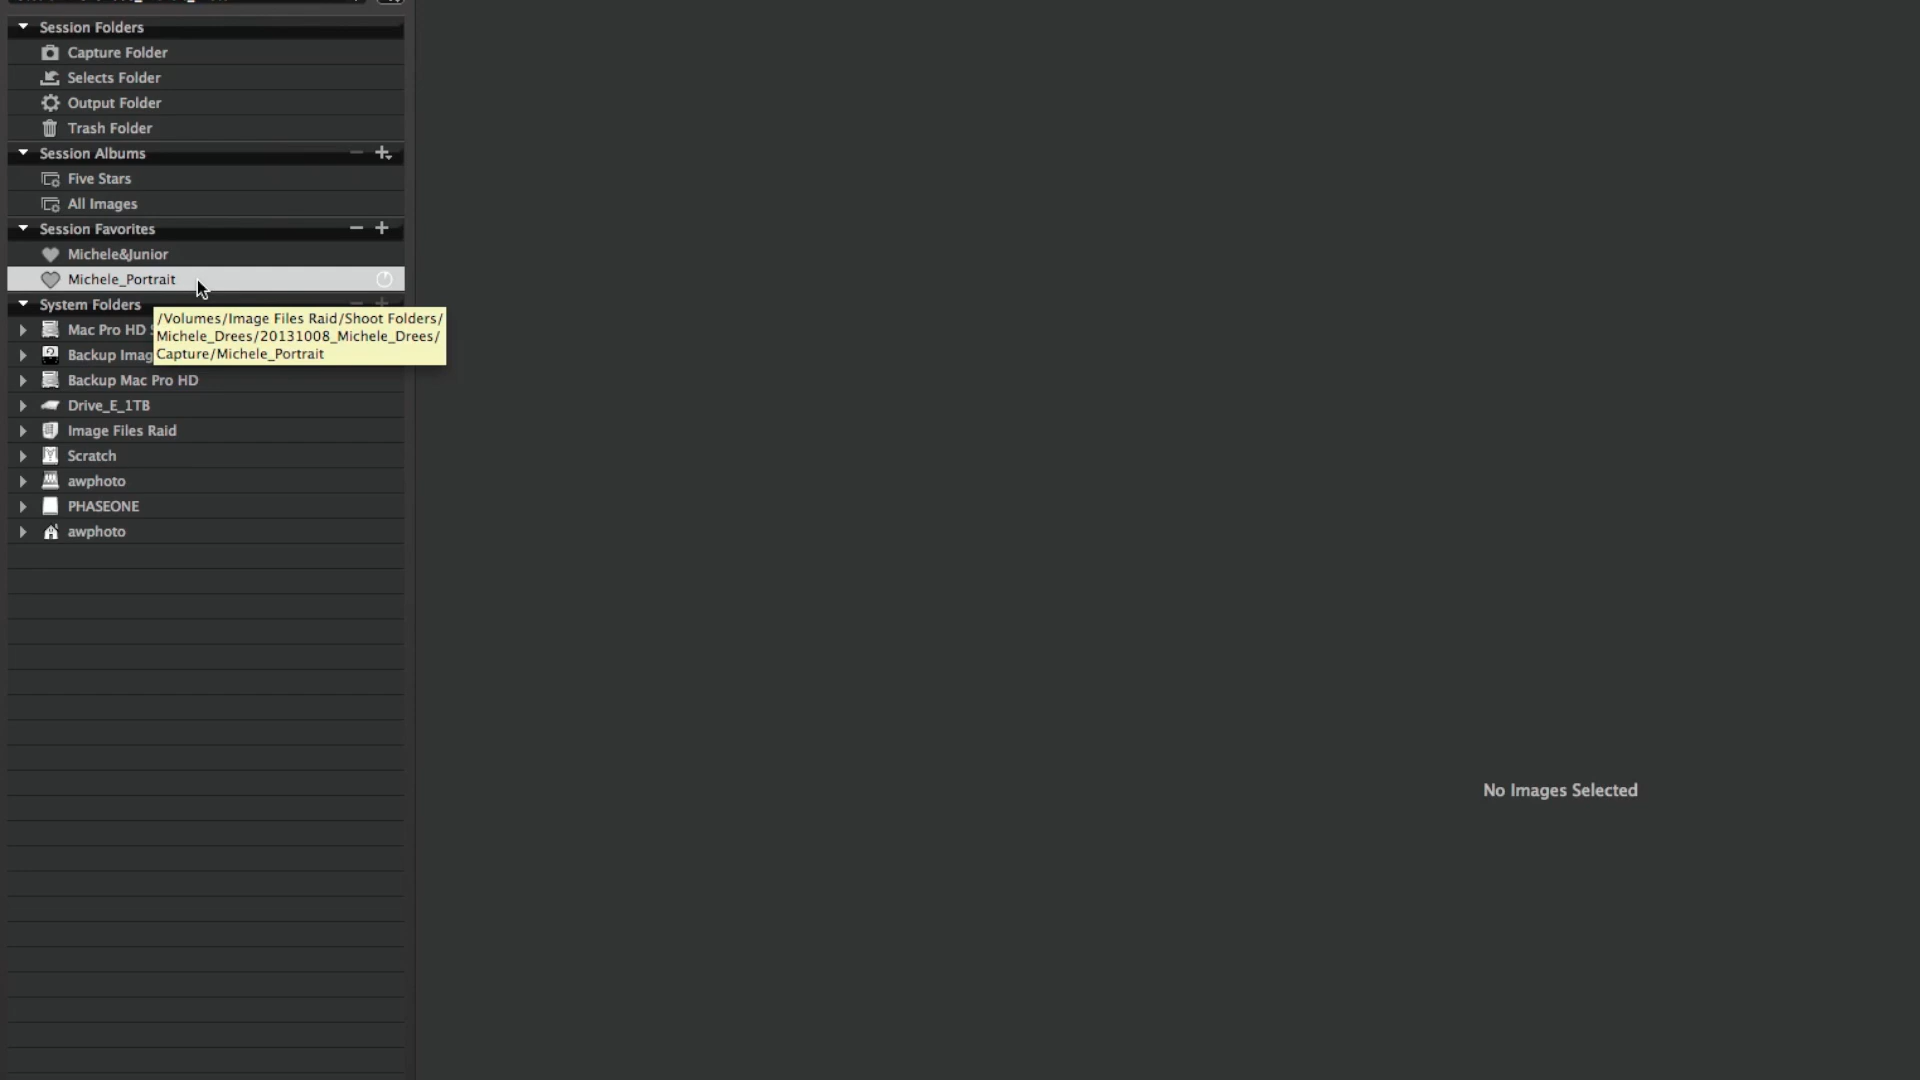 Session Folders
Capture Folder
Selects Folder
Output Folder
Trash Folder
Session Albums
Five Stars
All Images
Session Favorites
Michele&Junior
Michele_Portrait
System Folders
Mac Pro HD
/Volumes/Image Files Raid/Shoot Folders/
Michele_Drees/20131008_Michele_Drees/
Capture/Michele_Portrait
Backup Imag
Backup Mac Pro HD
Drive_E_1TB
Image Files Raid
Scratch
awphoto
PHASEONE
awphoto
No Images Selected